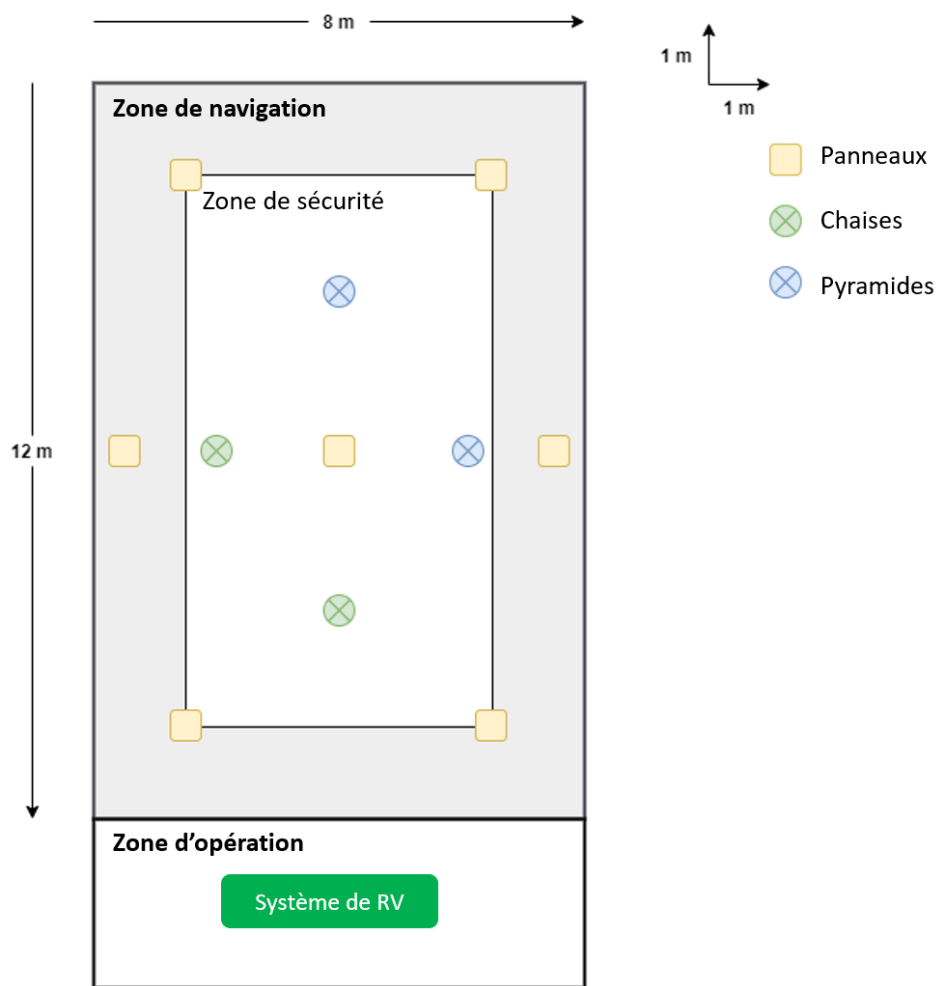 8 m
1 m
1 m
Zone de navigation
Panneaux
Zone de sécurité
Chaises
Pyramides
12 m
Zone d'opération
Système de RV